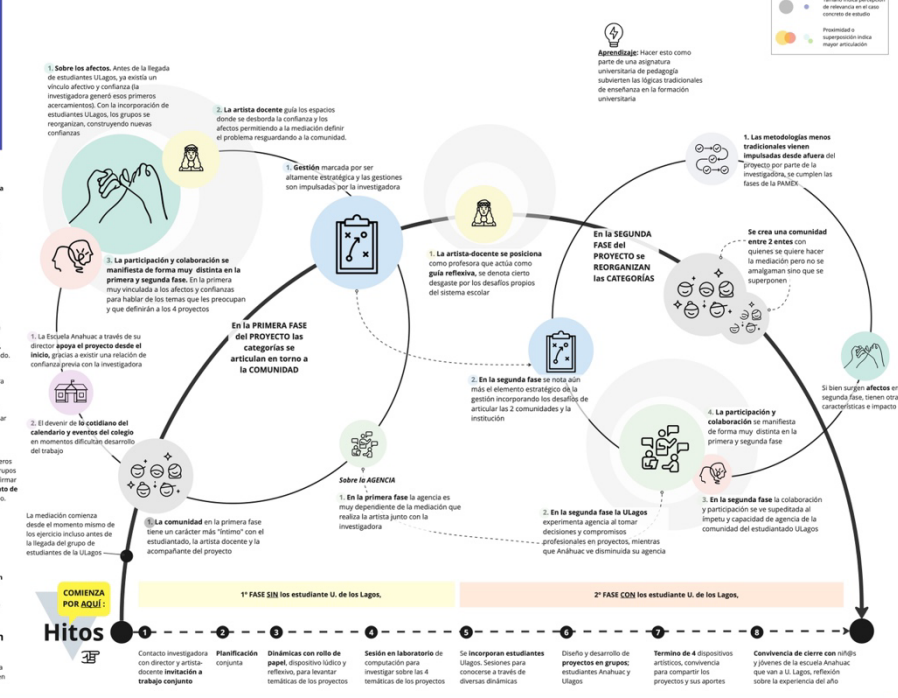 de relevancia en el caso
concreto de estudio
Proximidad o
superposición indica
mayor articulación
Aprendizaje: Hacer esto como
parte de una asignatura
universitaria de pedagogía
subvierten las lógicas tradicionales
de enseñanza en la formación
universitaria
1. Sobre los afectos. Antes de la llegada
de estudiantes ULagos, ya existía un
vínculo afectivo y confianza (la
investigadora generó esos primeros
acercamientos). Con la incorporación de
estudiantes ULagos, los grupos se
reorganizan, construyendo nuevas
confianzas
2. La artista docente guía los espacios
donde se desborda la confianza y los
afectos permitiendo a la mediación definir
el problema resguardando a la comunidad.
1. Gestión marcada por ser
altamente estratégica y las gestiones
son impulsadas por la investigadora
1. Las metodologías menos
tradicionales vienen
impulsadas desde afuera del
proyecto por parte de la
investigadora, se cumplen las
fases de la PAMEX
3. La participación y colaboración se
manifiesta de forma muy distinta en la
primera y segunda fase. En la primera
muy vinculada a los afectos y confianzas
para hablar de los temas que les preocupan
y que definirán a los 4 proyectos
1. La artista-docente se posiciona
como profesora que actúa como
guía reflexiva, se denota cierto
desgaste por los desafíos propios
del sistema escolar
En la SEGUNDA
FASE del
PROYECTO se
REORGANIZAN
las CATEGORÍAS
Se crea una comunidad
entre 2 entes con
quienes se quiere hacer
la mediación pero no se
amalgaman sino que se
superponen
En la PRIMERA FASE
del PROYECTO las
categorías se
articulan en torno a
la COMUNIDAD
1. La Escuela Anahuac a través de su
director apoya el proyecto desde el
inicio, gracias a existir una relación de
confianza previa con la investigadora
2. El devenir de lo cotidiano del
calendario y eventos del colegio
en momentos dificultan desarrollo
del trabajo
2. En la segunda fase se nota aún
más el elemento estratégico de la
gestión incorporando los desafíos de
articular las 2 comunidades y la
institución
Si bien surgen afectos en
segunda fase, tienen otra
características e impacto
4. La participación y
colaboración se manifiesta
de forma muy distinta en la
primera y segunda fase
Sobre la AGENCIA
1. En la primera fase la agencia es
muy dependiente de la mediación que
realiza la artista junto con la
investigadora
3. En la segunda fase la colaboración
y participación se ve supeditada al
ímpetu y capacidad de agencia de la
comunidad del estudiantado ULagos
2. En la segunda fase la ULagos
experimenta agencia al tomar
decisiones y compromisos
profesionales en proyectos, mientras
que Anáhuac ve disminuida su agencia
La mediación comienza
desde el momento mismo de
los ejercicio incluso antes de
la llegada del grupo de
estudiantes de la ULagos
1. La comunidad en la primera fase
tiene un carácter más "íntimo" con el
estudiantado, la artista docente y la
acompañante del proyecto
COMIENZA
POR AQUÍ :
Hitos
1º FASE SIN los estudiante U. de los Lagos,
2º FASE CON los estudiante U. de los Lagos,
1 2 3 4 5 6 7 8
Contacto investigadora
con director y artista-
docente invitación a
trabajo conjunto
Planificación
conjunta
Dinámicas con rollo de
papel, dispositivo lúdico y
reflexivo, para levantar
temáticas de los proyectos
Sesión en laboratorio de
computación para
investigar sobre las 4
temáticas de los proyectos
Se incorporan estudiantes
Ulagos. Sesiones para
conocerse a través de
diversas dinámicas
Diseño y desarrollo de
proyectos en grupos;
estudiantes Anahuac y
Ulagos
Termino de 4 dispositivos
artísticos, convivencia
para compartir los
proyectos y sus aportes
Convivencia de cierre con niñ@s
y jóvenes de la escuela Anahuac
que van a U. Lagos, reflexión
sobre la experiencia del año